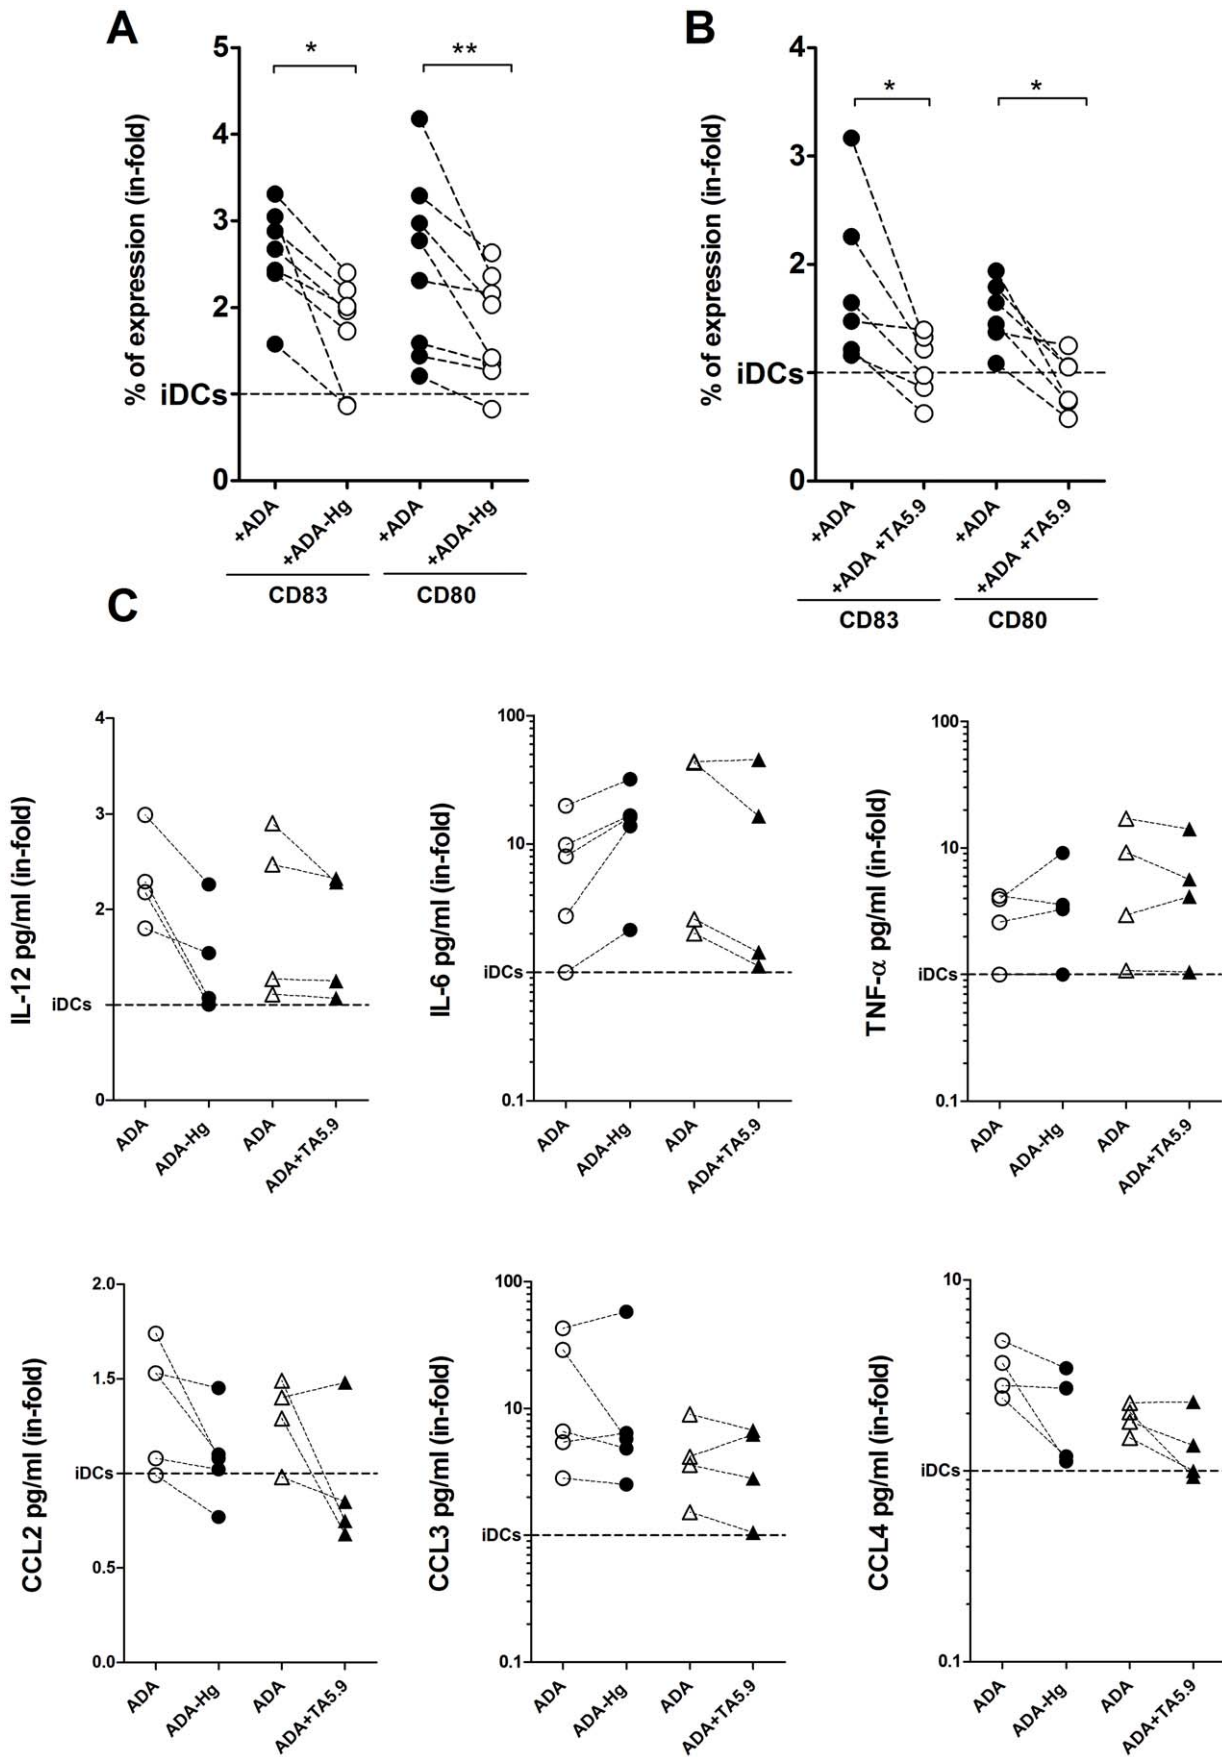 A
% of expression (in-fold)
5
4
3
2
iDCs
0
*
**
+ADA
+ADA-Hg
+ADA
+ADA-Hg
CD83
CD80
B
% of expression (in-fold)
4
3
2
iDCs
0
*
*
+ADA
+ADA +TA5.9
+ADA
+ADA +TA5.9
CD83
CD80
C
IL-12 pg/ml (in-fold)
4
3
2
iDCs
0
ADA
ADA-Hg
ADA
ADA+TA5.9
IL-6 pg/ml (in-fold)
100
10
iDCs
0.1
ADA
ADA-Hg
ADA
ADA+TA5.9
TNF-α pg/ml (in-fold)
100
10
iDCs
0.1
ADA
ADA-Hg
ADA
ADA+TA5.9
CCL2 pg/ml (in-fold)
2.0
1.5
iDCs
0.5
0.0
ADA
ADA-Hg
ADA
ADA+TA5.9
CCL3 pg/ml (in-fold)
100
10
iDCs
0.1
ADA
ADA-Hg
ADA
ADA+TA5.9
CCL4 pg/ml (in-fold)
10
iDCs
0.1
ADA
ADA-Hg
ADA
ADA+TA5.9